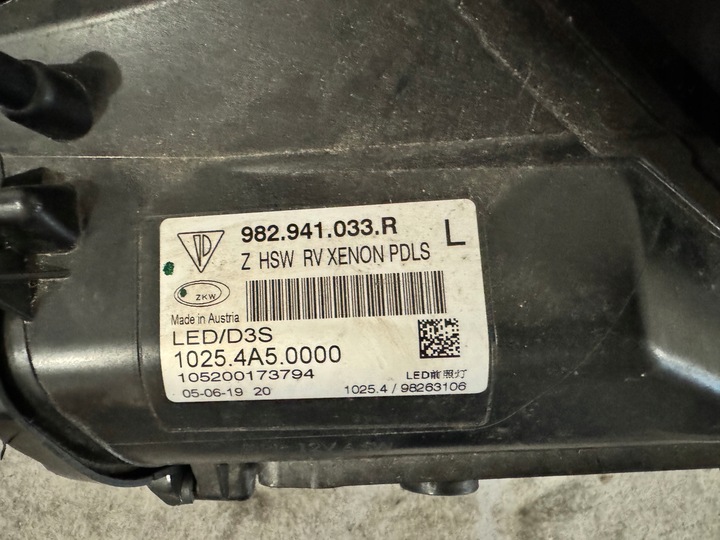 982.941.033.R L
Z HSW RV XENON PDLS
ZKW
Made in Austria
LED/D3S
1025.4A5.0000
105200173794
LED前照灯
05-06-19 20
1025.4 / 98263106